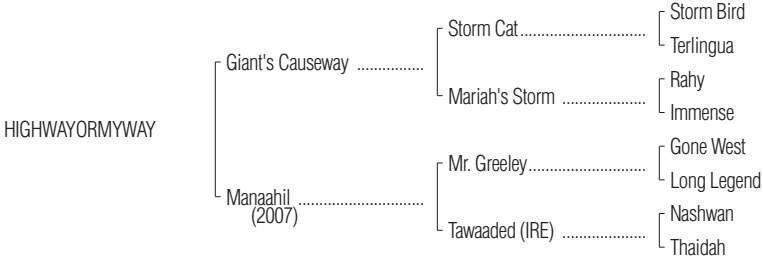 Storm Bird
Storm Cat..............................
Terlingua
Giant's Causeway ................
Rahy
Mariah's Storm ....................
Immense
HIGHWAYORMYWAY
Gone West
Mr. Greeley............................
Long Legend
Manaahil ..............................
(2007)
Nashwan
Tawaaded (IRE) ....................
Thaidah